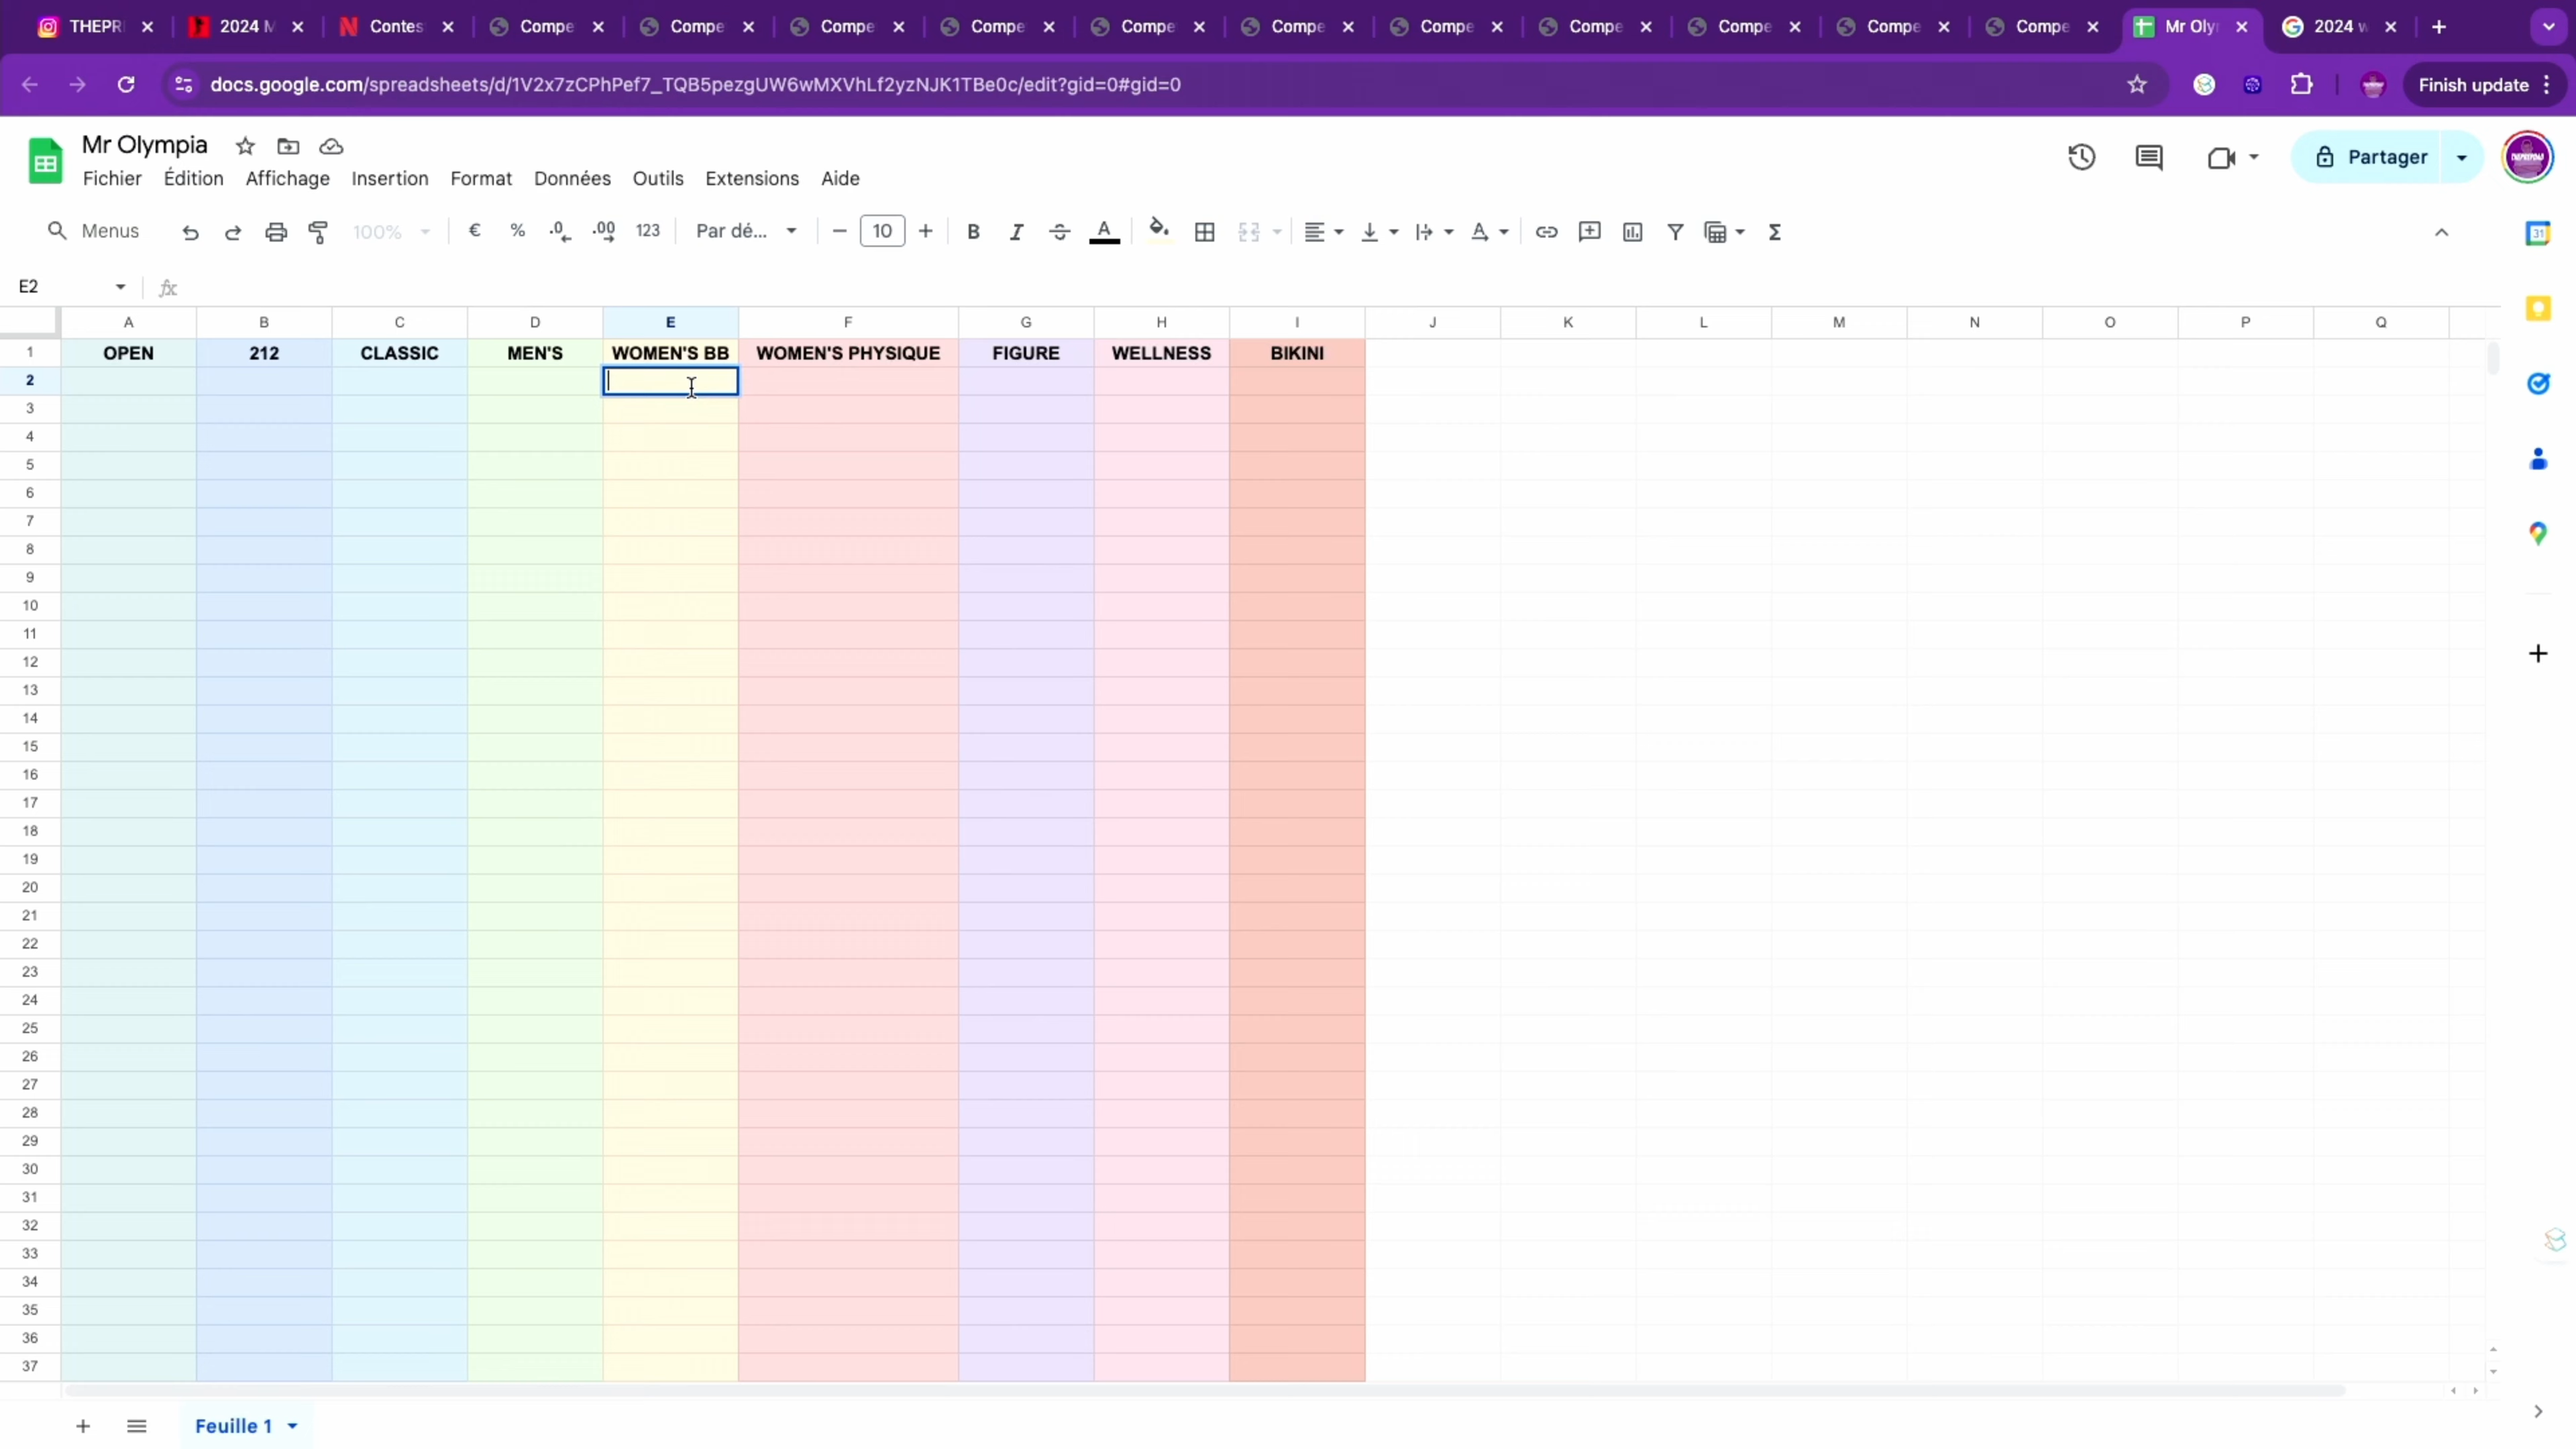 THEPR
2024 M
Contes
Compe
Compe
Compe
Compe
Compe
Compe
Compe
Compe
Compe
Compe
Compe
Mr Oly
2024 w
docs.google.com/spreadsheets/d/1V2x7zCPhPef7_TQB5pezgUW6wMXVhLf2yzNJK1TBe0c/edit?gid=0#gid=0
Finish update
Mr Olympia
Fichier Édition Affichage Insertion Format Données Outils Extensions Aide
Partager
Menus 100% € % .0 .00 123 Par dé... 10 B I S A Σ
31
E2 fx
A B C D E F G H I J K L M N O P Q
1 OPEN 212 CLASSIC MEN'S WOMEN'S BB WOMEN'S PHYSIQUE FIGURE WELLNESS BIKINI
2
3
4
5
6
7
8
9
10
11
12
13
14
15
16
17
18
19
20
21
22
23
24
25
26
27
28
29
30
31
32
33
34
35
36
37
Feuille 1